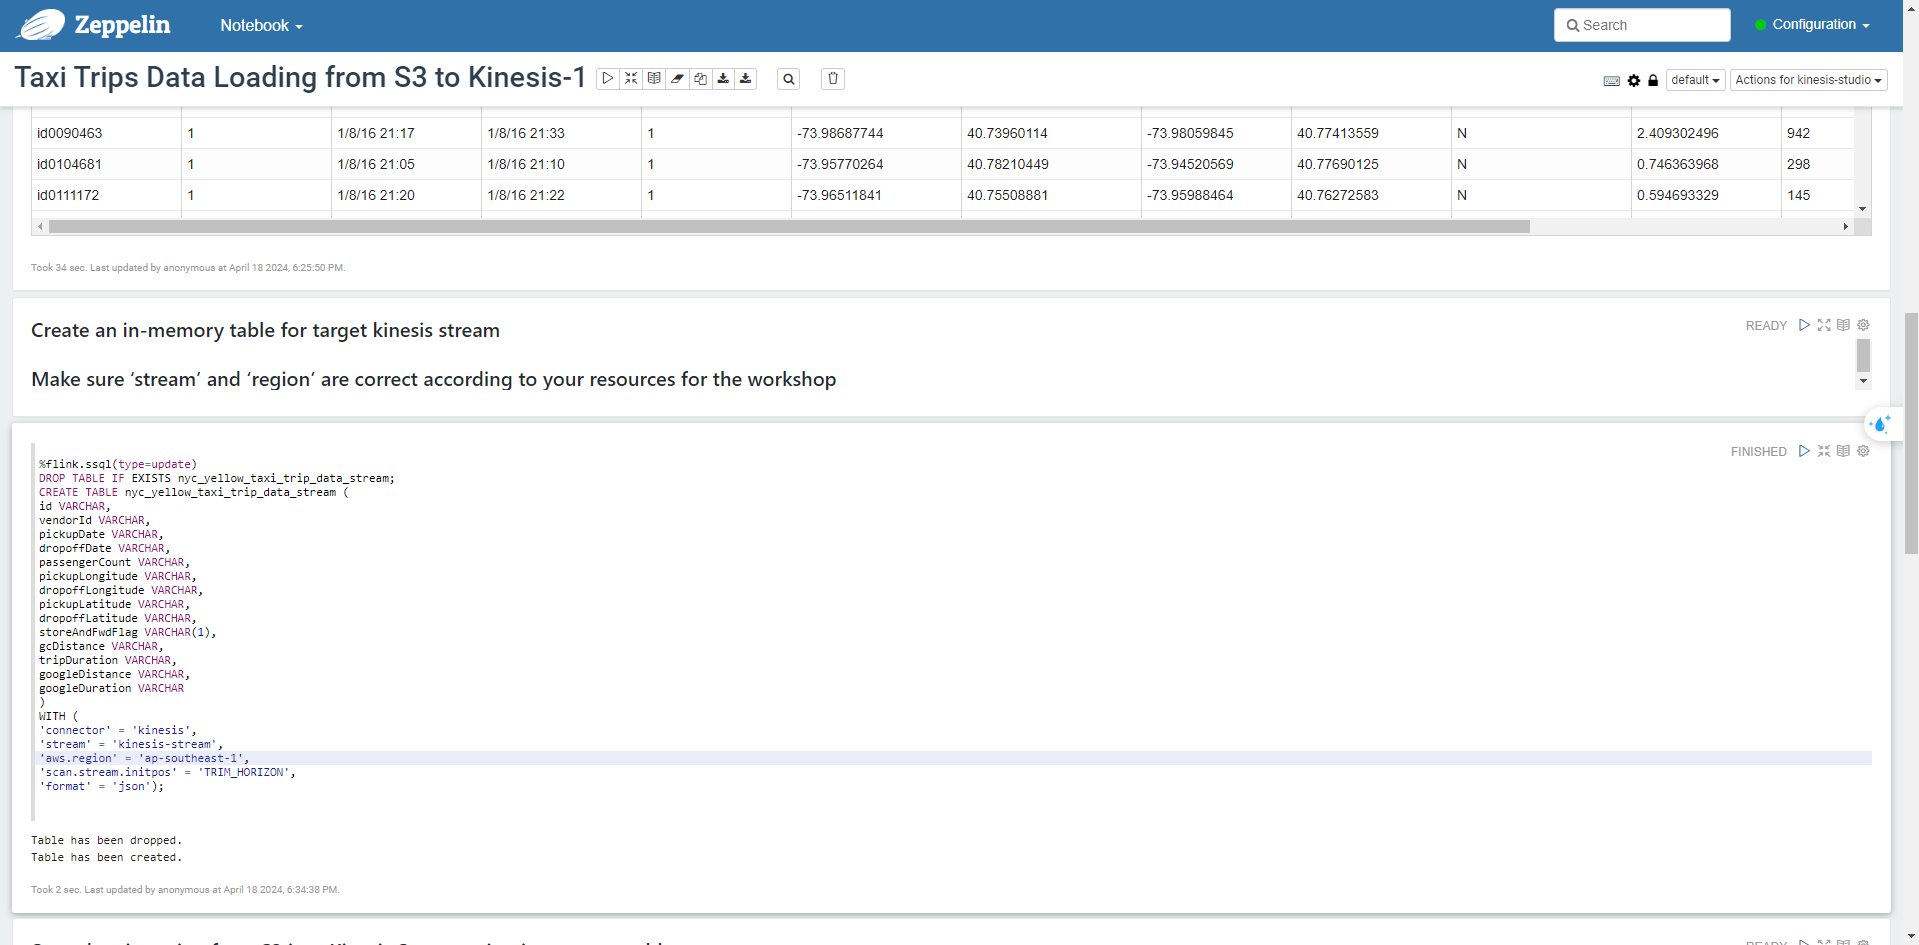 Zeppelin
Notebook
Search
Configuration
Taxi Trips Data Loading from S3 to Kinesis-1
default
Actions for kinesis-studio
id0090463 1 1/8/16 21:17 1/8/16 21:33 1 -73.98687744 40.73960114 -73.98059845 40.77413559 N 2.409302496 942
id0104681 1 1/8/16 21:05 1/8/16 21:10 1 -73.95770264 40.78210449 -73.94520569 40.77690125 N 0.746363968 298
id0111172 1 1/8/16 21:20 1/8/16 21:22 1 -73.96511841 40.75508881 -73.95988464 40.76272583 N 0.594693329 145
Took 34 sec. Last updated by anonymous at April 18 2024, 6:25:50 PM.
Create an in-memory table for target kinesis stream
READY
Make sure ‘stream’ and ‘region’ are correct according to your resources for the workshop
FINISHED
%flink.ssql(type=update)
DROP TABLE IF EXISTS nyc_yellow_taxi_trip_data_stream;
CREATE TABLE nyc_yellow_taxi_trip_data_stream (
id VARCHAR,
vendorId VARCHAR,
pickupDate VARCHAR,
dropoffDate VARCHAR,
passengerCount VARCHAR,
pickupLongitude VARCHAR,
dropoffLongitude VARCHAR,
pickupLatitude VARCHAR,
dropoffLatitude VARCHAR,
storeAndFwdFlag VARCHAR(1),
gcDistance VARCHAR,
tripDuration VARCHAR,
googleDistance VARCHAR,
googleDuration VARCHAR
)
WITH (
'connector' = 'kinesis',
'stream' = 'kinesis-stream',
'aws.region' = 'ap-southeast-1',
'scan.stream.initpos' = 'TRIM_HORIZON',
'format' = 'json');
Table has been dropped.
Table has been created.
Took 2 sec. Last updated by anonymous at April 18 2024, 6:34:38 PM.
READY